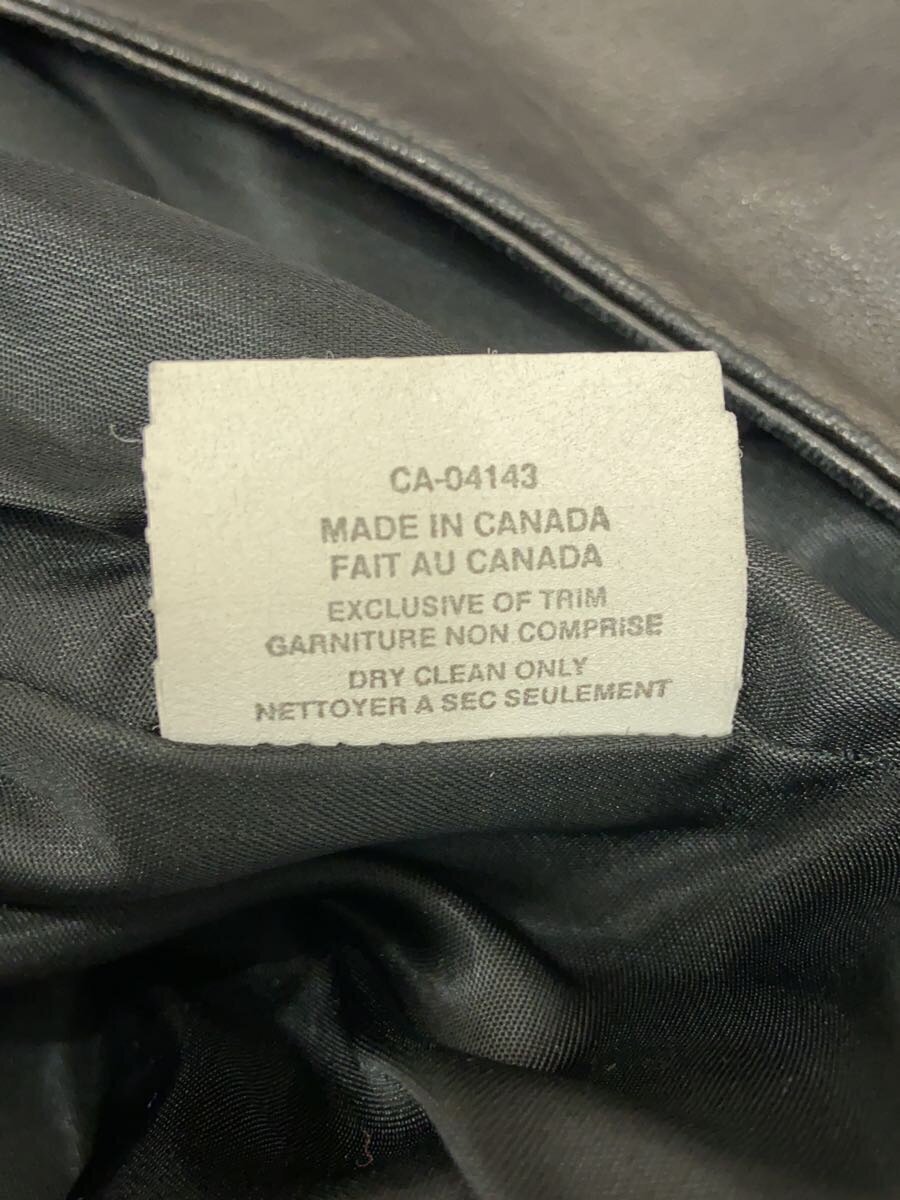 CA-04143
MADE IN CANADA
FAIT AU CANADA
EXCLUSIVE OF TRIM
GARNITURE NON COMPRISE
DRY CLEAN ONLY
NETTOYER A SEC SEULEMENT